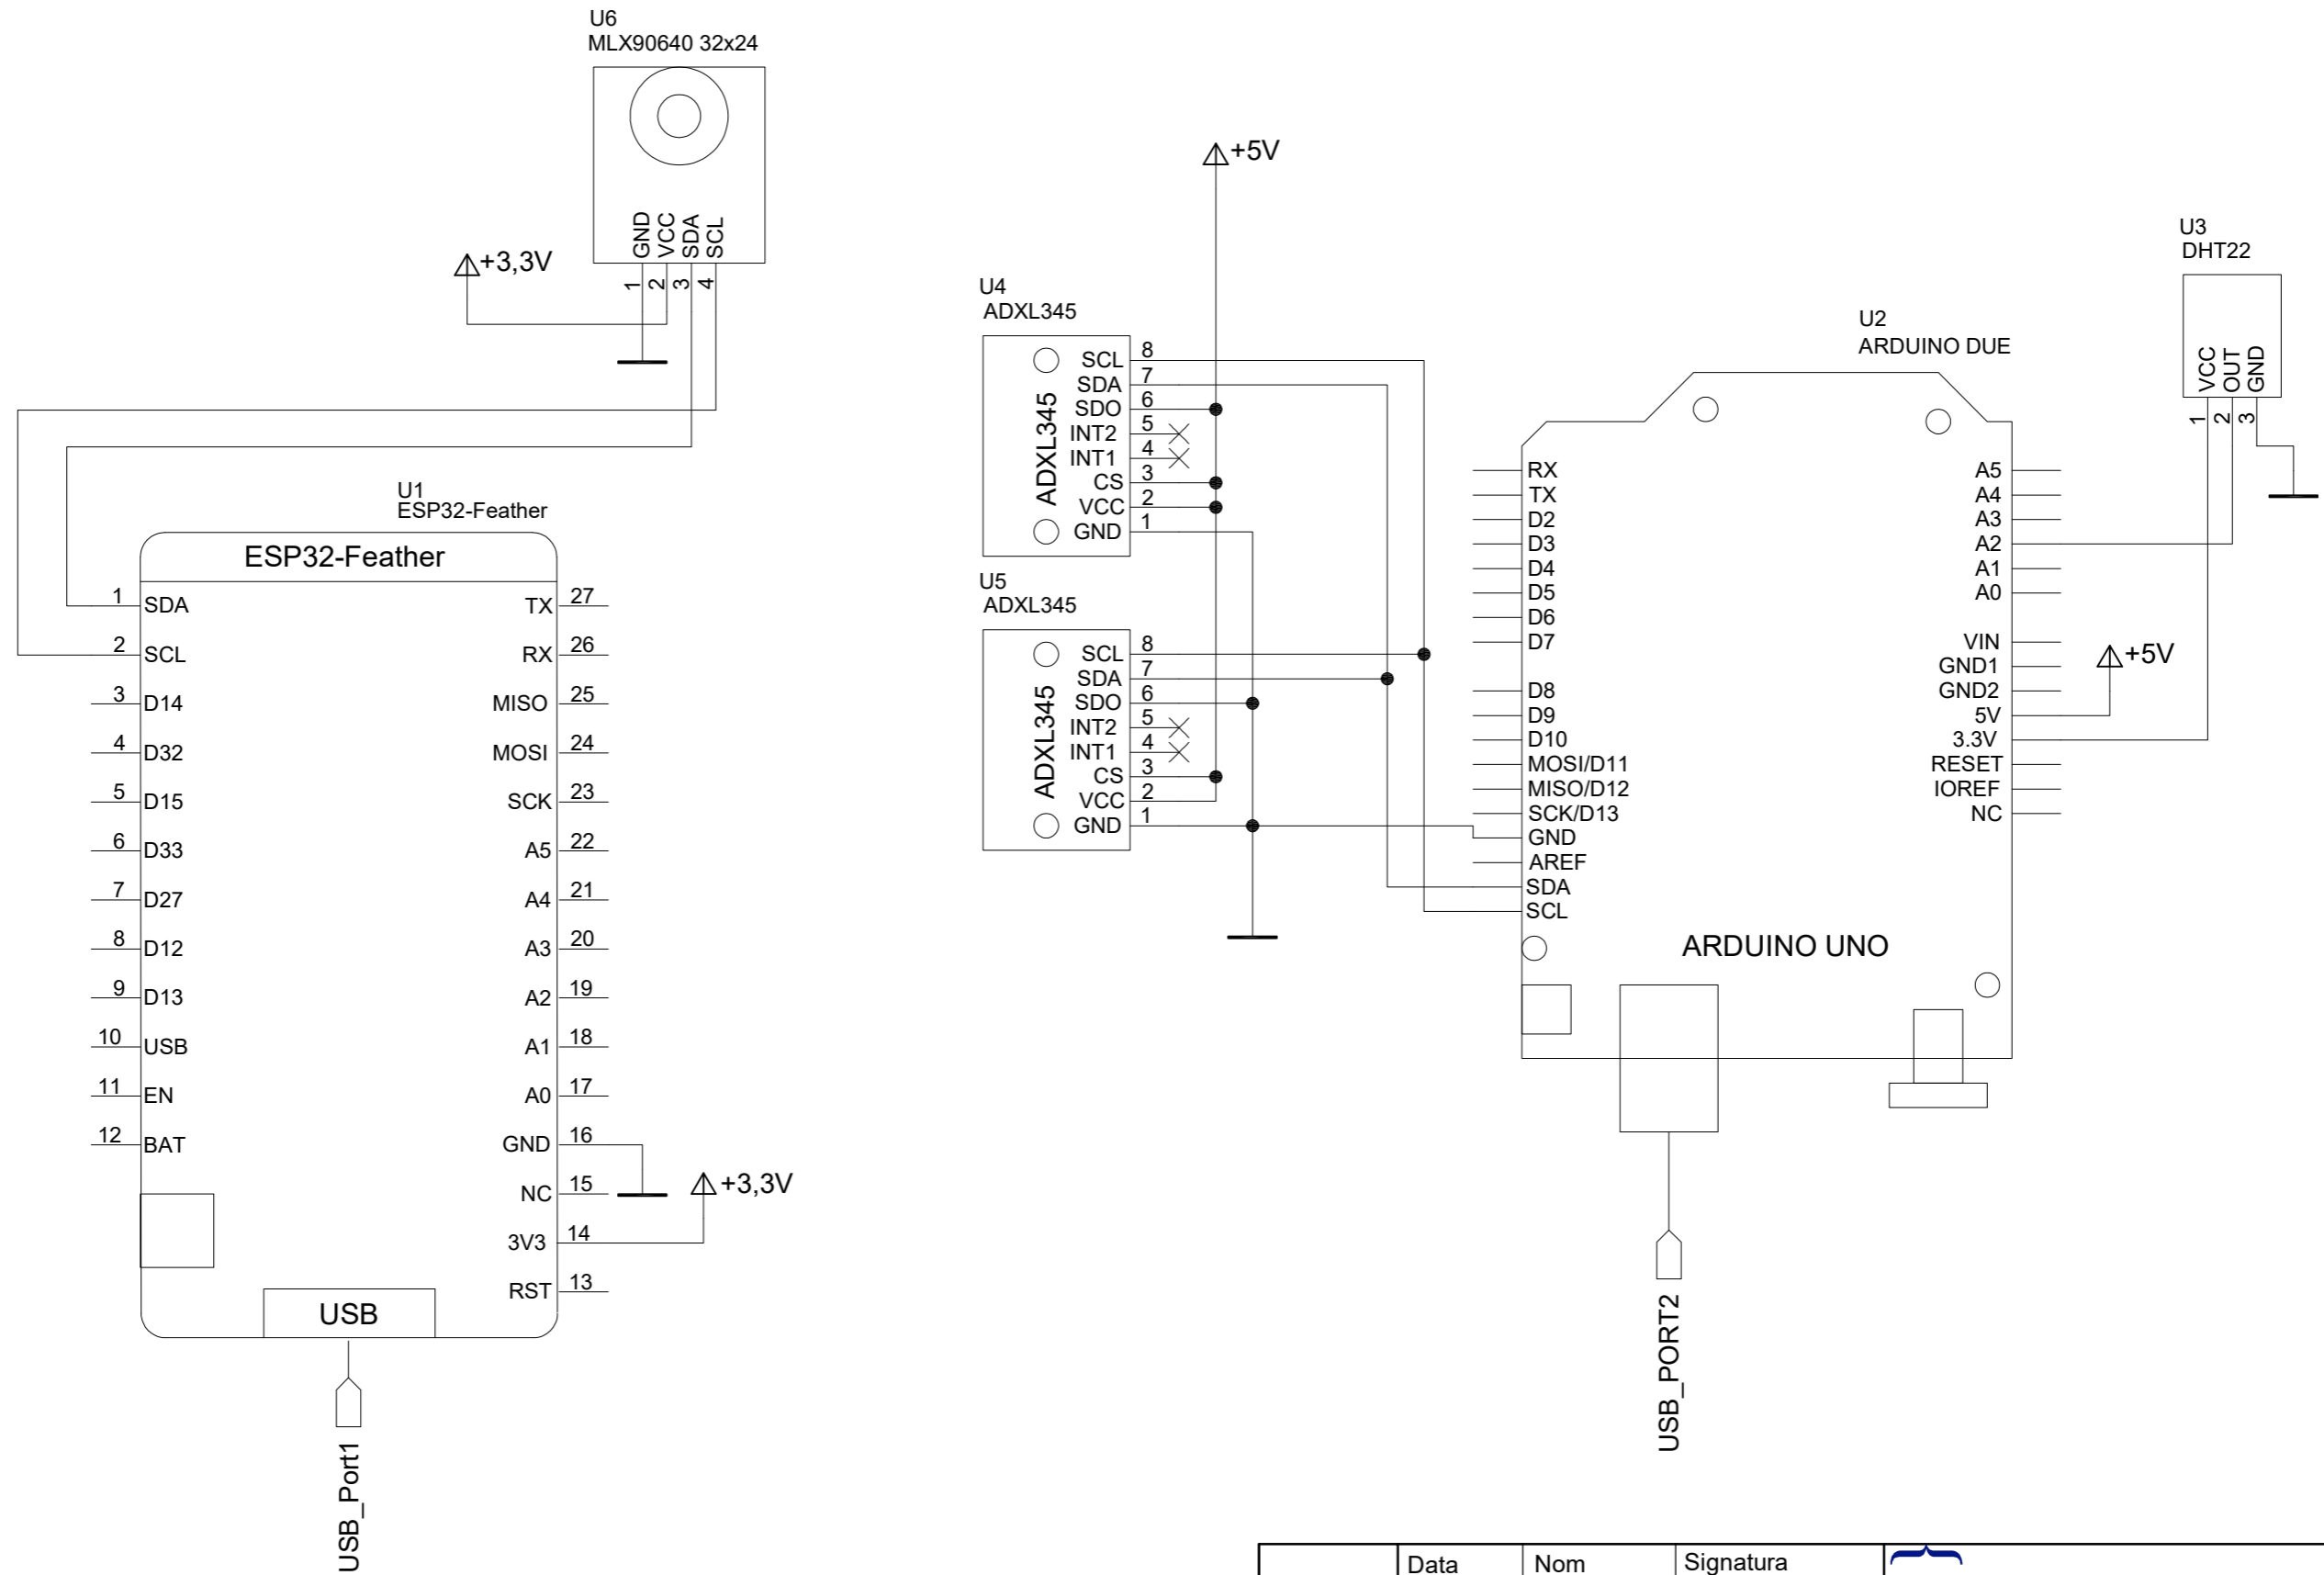 U6
MLX90640 32x24
GND
VCC
SDA
SCL
1
2
3
4
+3,3V
U1
ESP32-Feather
ESP32-Feather
1 SDA
2 SCL
3 D14
4 D32
5 D15
6 D33
7 D27
8 D12
9 D13
10 USB
11 EN
12 BAT
TX 27
RX 26
MISO 25
MOSI 24
SCK 23
A5 22
A4 21
A3 20
A2 19
A1 18
A0 17
GND 16
NC 15
3V3 14
RST 13
+3,3V
USB
USB_Port1
+5V
U4
ADXL345
ADXL345
SCL 8
SDA 7
SDO 6
INT2 5
INT1 4
CS 3
VCC 2
GND 1
U5
ADXL345
ADXL345
SCL 8
SDA 7
SDO 6
INT2 5
INT1 4
CS 3
VCC 2
GND 1
U2
ARDUINO DUE
RX
TX
D2
D3
D4
D5
D6
D7
D8
D9
D10
MOSI/D11
MISO/D12
SCK/D13
GND
AREF
SDA
SCL
A5
A4
A3
A2
A1
A0
VIN
GND1
GND2
5V
3.3V
RESET
IOREF
NC
ARDUINO UNO
+5V
U3
DHT22
VCC
OUT
GND
1
2
3
USB_PORT2
Data Nom Signatura